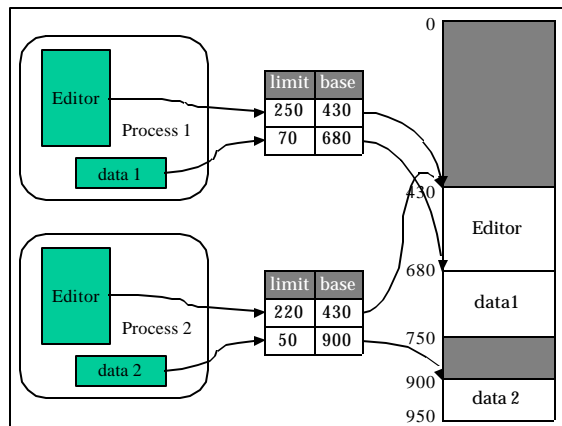 Editor
Process 1
data 1
limit base
250 430
70 680
Editor
Process 2
data 2
limit base
220 430
50 900
0
430
Editor
680
data1
750
900
data 2
950